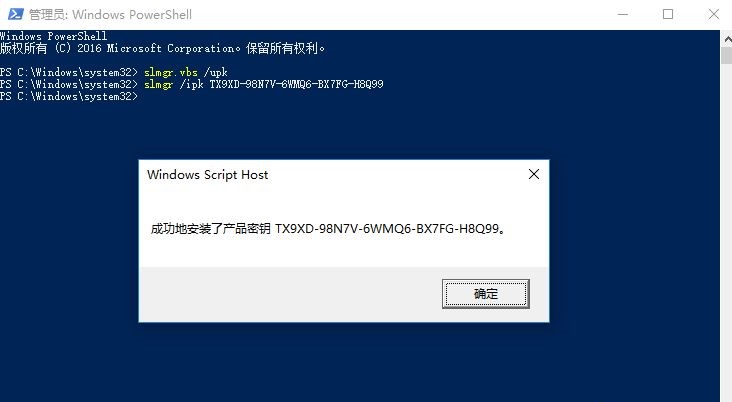 管理员: Windows PowerShell
Windows PowerShell
版权所有 (C) 2016 Microsoft Corporation。保留所有权利。
PS C:\Windows\system32> slmgr.vbs /upk
PS C:\Windows\system32> slmgr /ipk TX9XD-98N7V-6WMQ6-BX7FG-H8Q99
PS C:\Windows\system32>
Windows Script Host
成功地安装了产品密钥 TX9XD-98N7V-6WMQ6-BX7FG-H8Q99。
确定